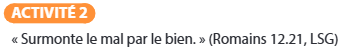 ACTIVITÉ 2
« Surmonte le mal par le bien. » (Romains 12.21, LSG)